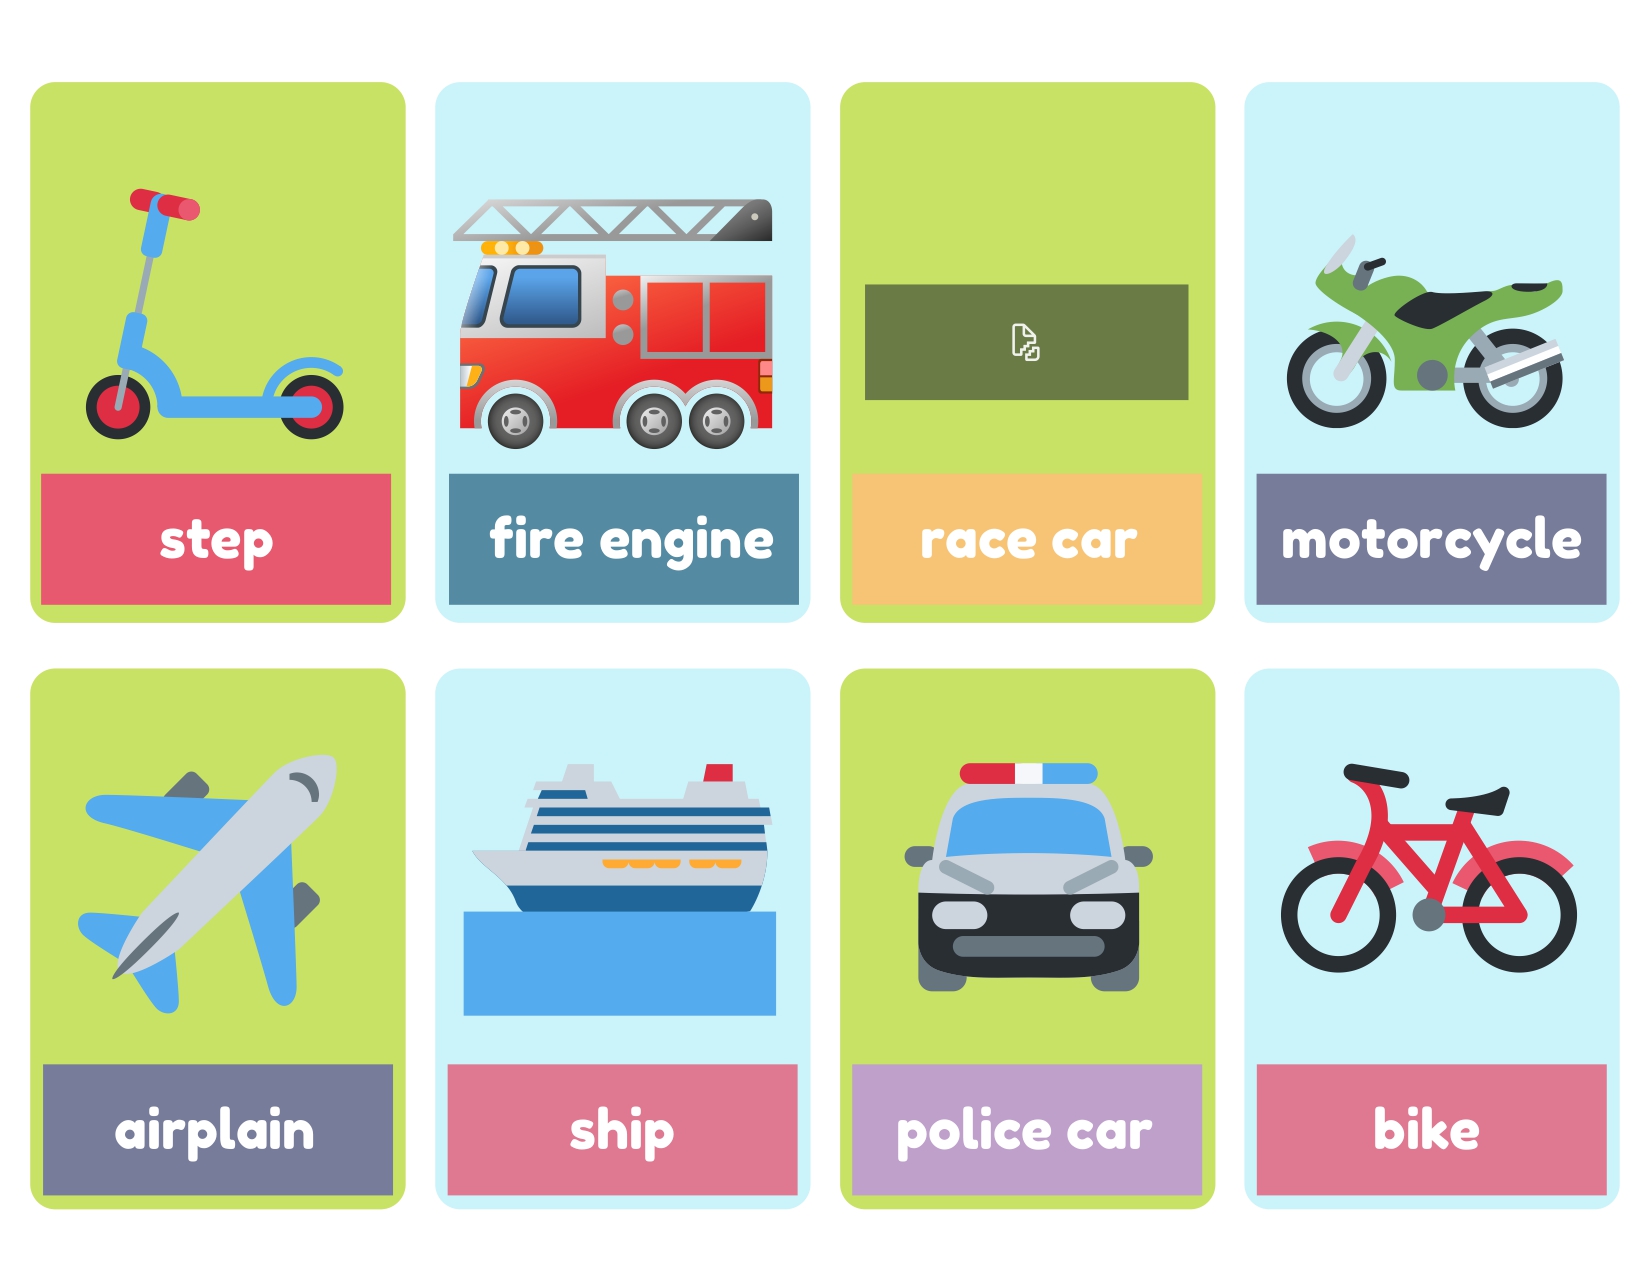 step
fire engine
race car
motorcycle
airplain
ship
police car
bike